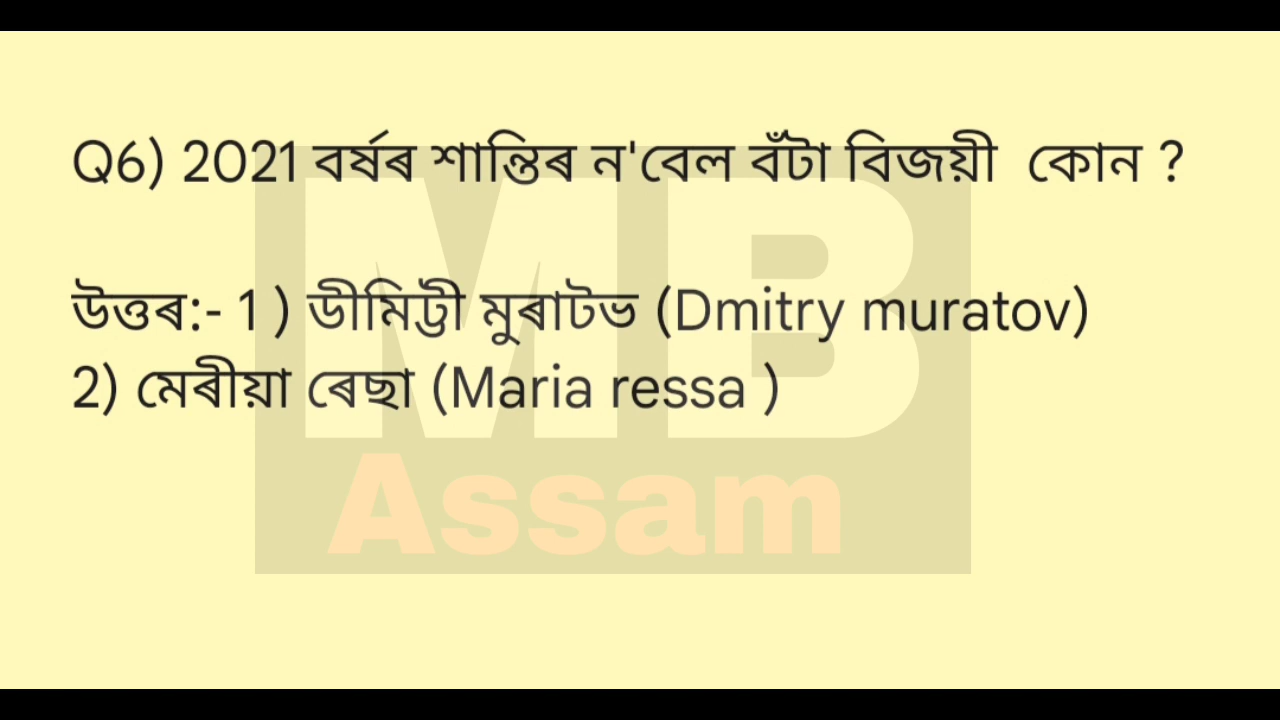 Q6) 2021 বৰ্ষৰ শান্তিৰ ন'বেল বঁটা বিজয়ী কোন ?
উত্তৰ:- 1 ) ডীমিট্ৰী মুৰাটভ (Dmitry muratov)
2) মেৰীয়া ৰেছা (Maria ressa )
MB
Assam